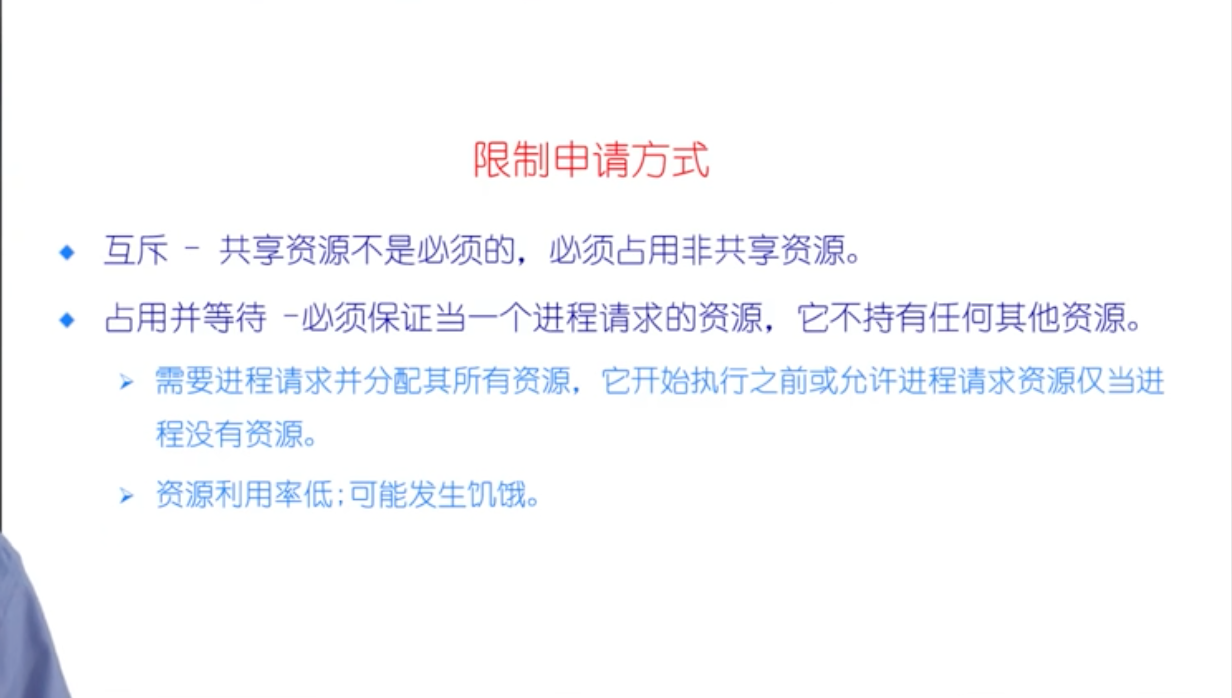 限制申请方式
互斥 - 共享资源不是必须的，必须占用非共享资源。
占用并等待 -必须保证当一个进程请求的资源，它不持有任何其他资源。
需要进程请求并分配其所有资源，它开始执行之前或允许进程请求资源仅当进
程没有资源。
资源利用率低;可能发生饥饿。